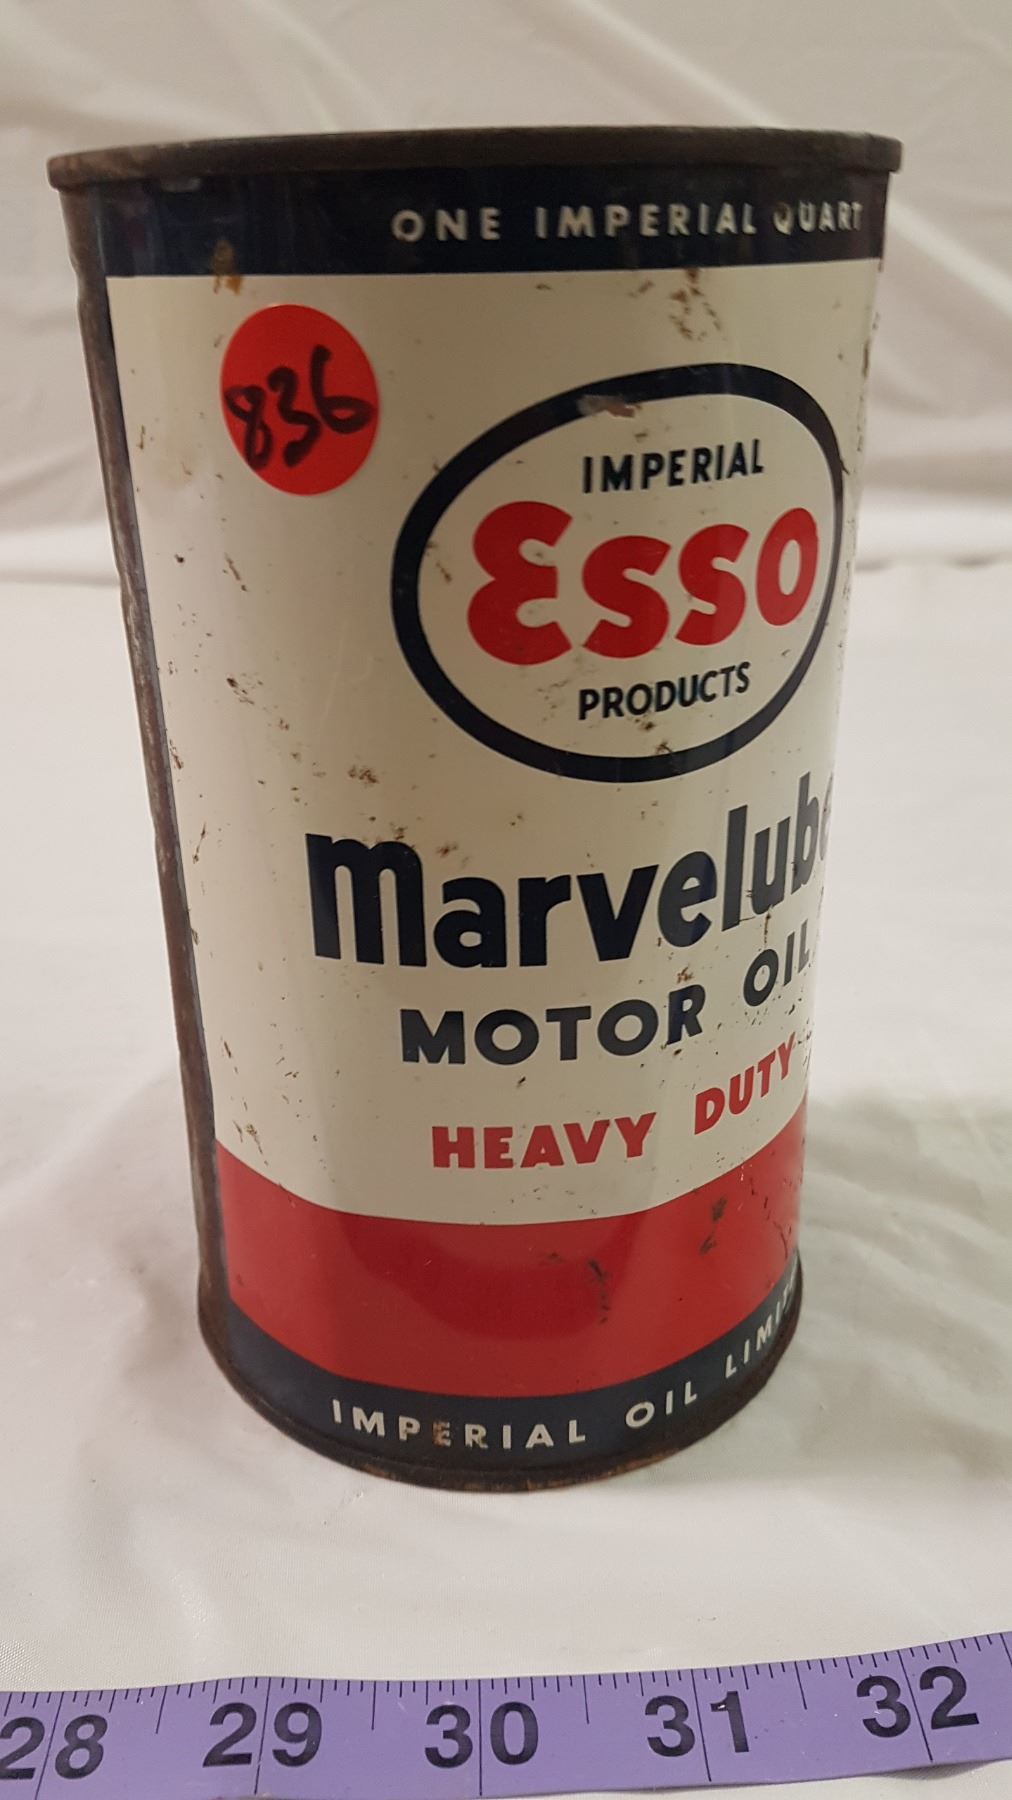 ONE IMPERIAL QUART
836
IMPERIAL
Esso
PRODUCTS
Marvelube
MOTOR OIL
HEAVY DUTY
IMPERIAL OIL
28 29 30 31 32